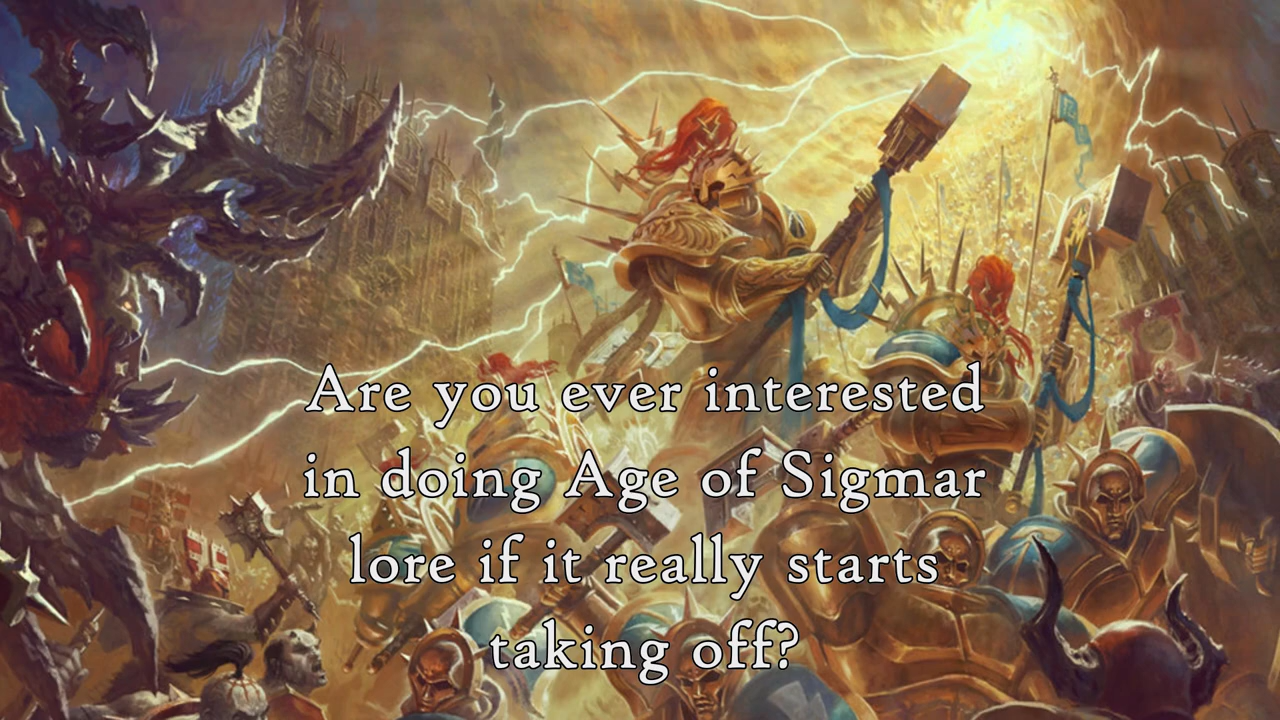 Are you ever interested
in doing Age of Sigmar
lore if it really starts
taking off?